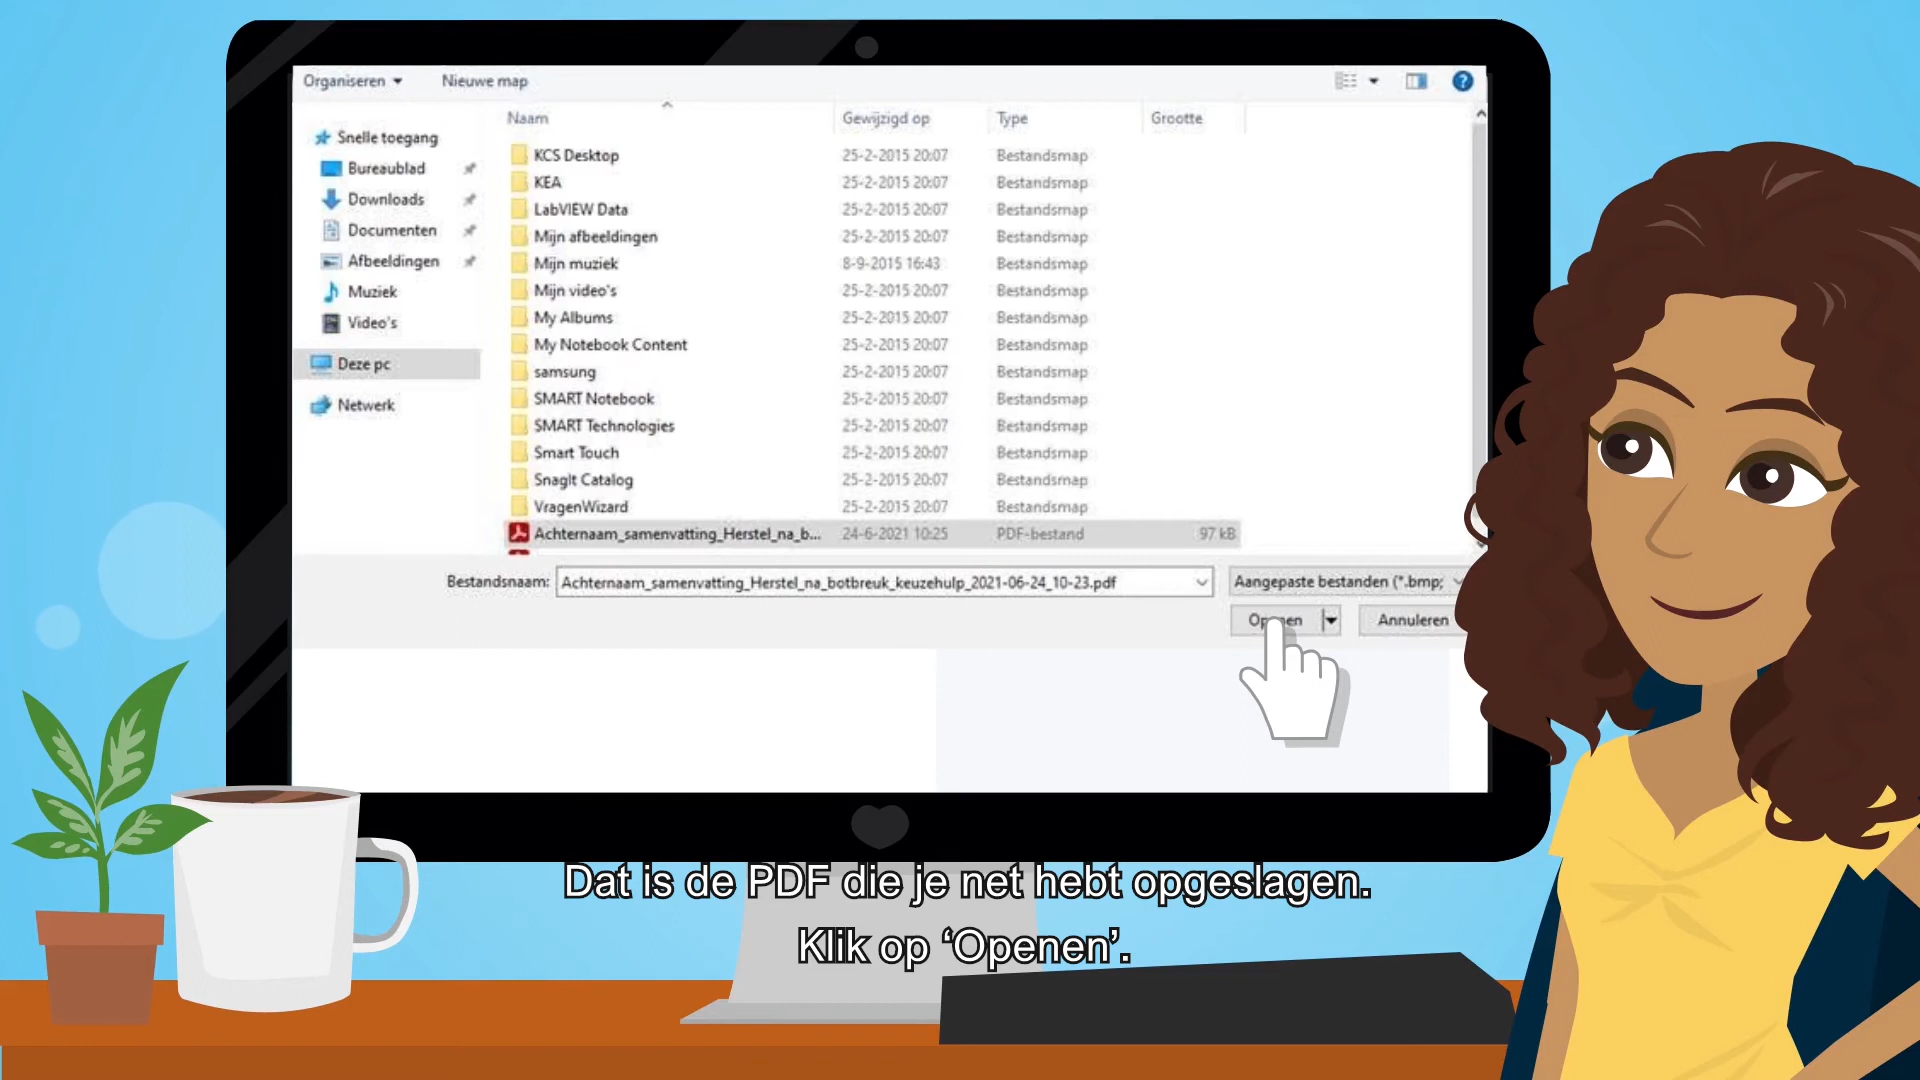 Organiseren Nieuwe map
Naam Gewijzigd op Type Grootte
Snelle toegang
Bureaublad
Downloads
Documenten
Afbeeldingen
Muziek
Video's
Deze pc
Netwerk
KCS Desktop 25-2-2015 20:07 Bestandsmap
KEA 25-2-2015 20:07 Bestandsmap
LabVIEW Data 25-2-2015 20:07 Bestandsmap
Mijn afbeeldingen 25-2-2015 20:07 Bestandsmap
Mijn muziek 8-9-2015 16:43 Bestandsmap
Mijn video's 25-2-2015 20:07 Bestandsmap
My Albums 25-2-2015 20:07 Bestandsmap
My Notebook Content 25-2-2015 20:07 Bestandsmap
samsung 25-2-2015 20:07 Bestandsmap
SMART Notebook 25-2-2015 20:07 Bestandsmap
SMART Technologies 25-2-2015 20:07 Bestandsmap
Smart Touch 25-2-2015 20:07 Bestandsmap
SnagIt Catalog 25-2-2015 20:07 Bestandsmap
VragenWizard 25-2-2015 20:07 Bestandsmap
Achternaam_samenvatting_Herstel_na_b... 24-6-2021 10:25 PDF-bestand 97 kB
Bestandsnaam: Achternaam_samenvatting_Herstel_na_botbreuk_keuzehulp_2021-06-24_10-23.pdf Aangepaste bestanden (*.bmp;
Openen Annuleren
Dat is de PDF die je net hebt opgeslagen.
Klik op ‘Openen’.